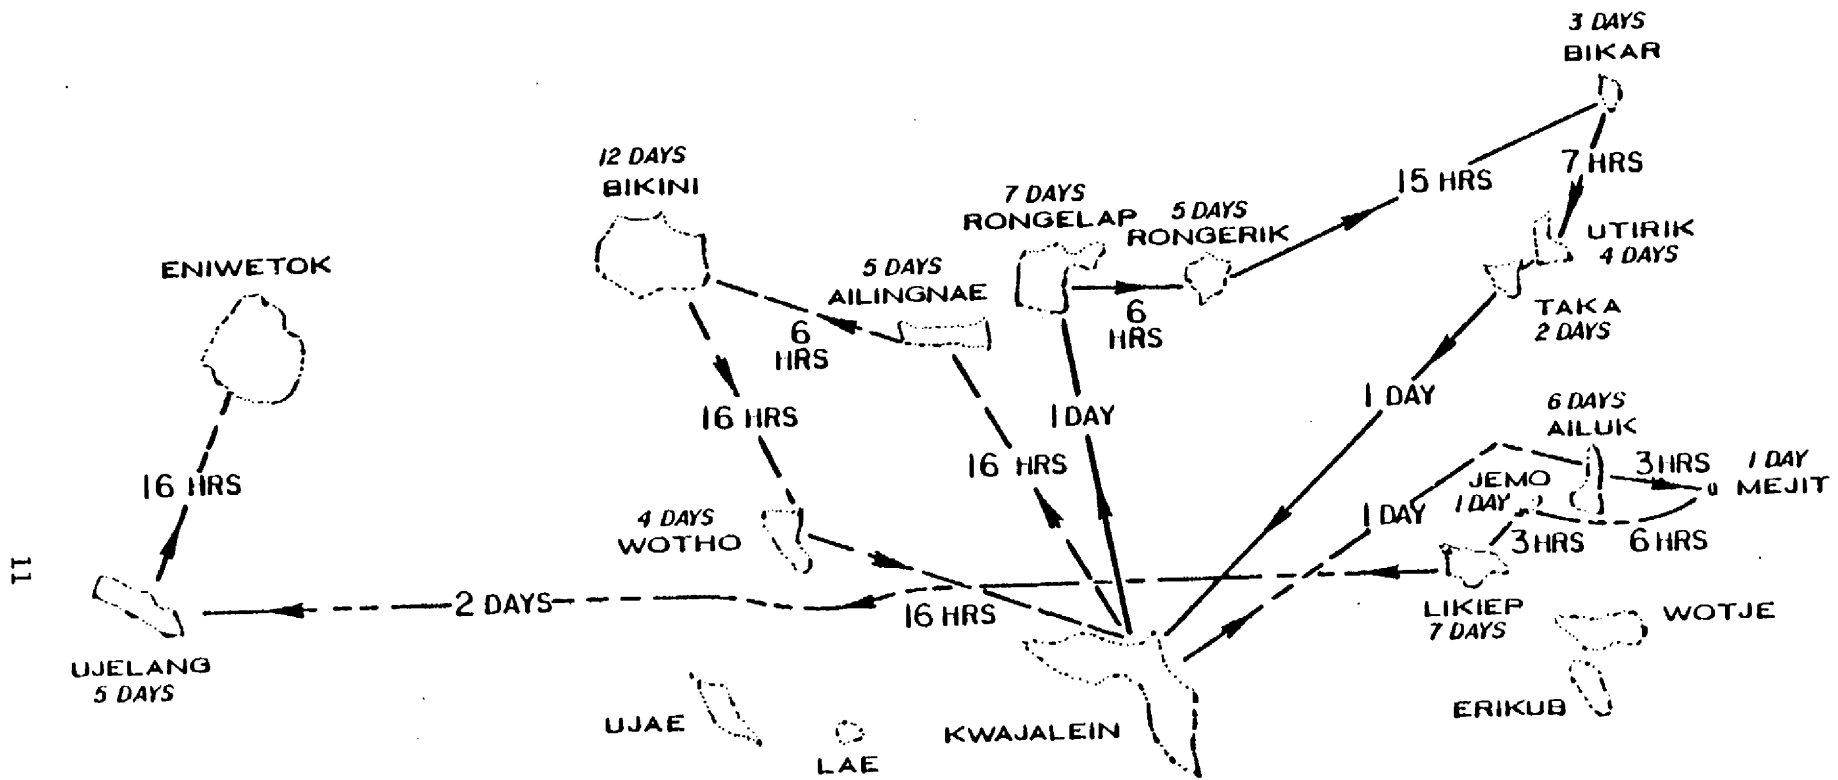 3 DAYS
BIKAR
12 DAYS
BIKINI
7 DAYS
RONGELAP
5 DAYS
RONGERIK
15 HRS
7 HRS
UTIRIK
4 DAYS
ENIWETOK
5 DAYS
AILINGNAE
6
HRS
6
HRS
TAKA
2 DAYS
16 HRS
16 HRS
1 DAY
16 HRS
1 DAY
6 DAYS
AILUK
3 HRS
1 DAY
MEJIT
JEMO
1 DAY
1 DAY
3 HRS
6 HRS
4 DAYS
WOTHO
11
2 DAYS
16 HRS
LIKIEP
7 DAYS
WOTJE
UJELANG
5 DAYS
UJAE
LAE
KWAJALEIN
ERIKUB